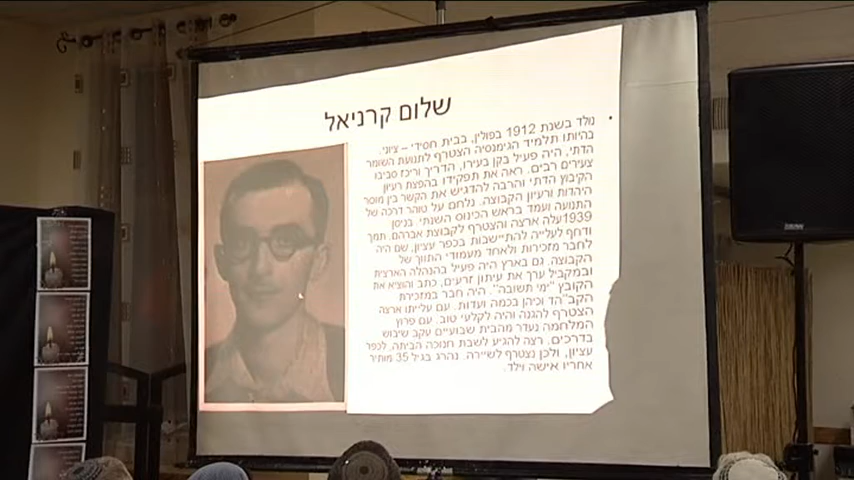 שלום קרניאל
נולד בשנת 1912 בפולין, בבית חסידי – ציוני.
בהיותו תלמיד הגימנסיה הצטרף לתנועת השומר
הדתי, היה פעיל בקן בעירו, הדריך וריכז סביבו
צעירים רבים. ראה את תפקידו בהפצת רעיון
הקיבוץ הדתי והרבה להדגיש את הקשר בין מוסר
היהדות ורעיון הקבוצה. נלחם על טוהר דרכה של
התנועה ועמד בראש הכינוס השנתי. בניסן
1939 עלה ארצה והצטרף לקבוצת אברהם. תמך
ודחף לעלייה להתיישבות בכפר עציון, שם היה
לחבר מזכירות ולאחד מעמודי התווך של
הקבוצה. גם בארץ היה פעיל בהנהלה הארצית
ובמקביל ערך את עיתון זרעים, כתב והוציא את
הקובץ "ימי תשובה". היה חבר במזכירת
הקב"הד וכיהן בכמה ועדות. עם עלייתו ארצה
הצטרף להגנה והיה לקלעי טוב. עם פרוץ
המלחמה נעדר מהבית שבועיים עקב שיבוש
בדרכים. רצה להגיע לשבת חנוכה הביתה, לכפר
עציון, ולכן נצטרף לשיירה. נהרג בגיל 35 מותיר
אחריו אישה וילד.